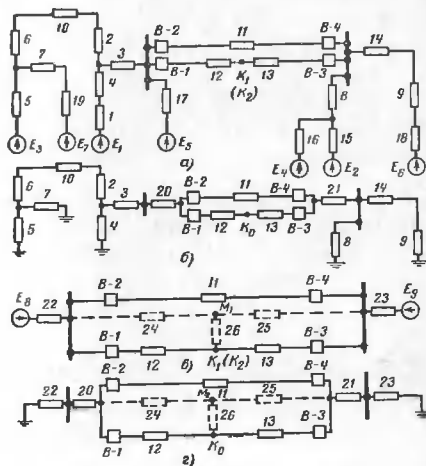 10 В-2 11 В-4 14
6 7 2 3 B-1 12 K₁ 13 B-3
(K₂)
5 19 4 1 17 8 9
16 15 18
E₃ E₇ E₁ E₅ E₄ E₂ E₆
а)
10 В-2 11 В-4 21 14
6 7 2 3 20
5 4 B-1 12 K₀ 13 B-3 8 9
б)
E₈ B-2 11 B-4 E₉
22 M₁ 23
24 26 25
B-1 12 в) K₁(K₂) 13 B-3
B-2 11 B-4
22 20 24 M₂ 25 21 23
26
B-1 12 K₀ 13 B-3
г)